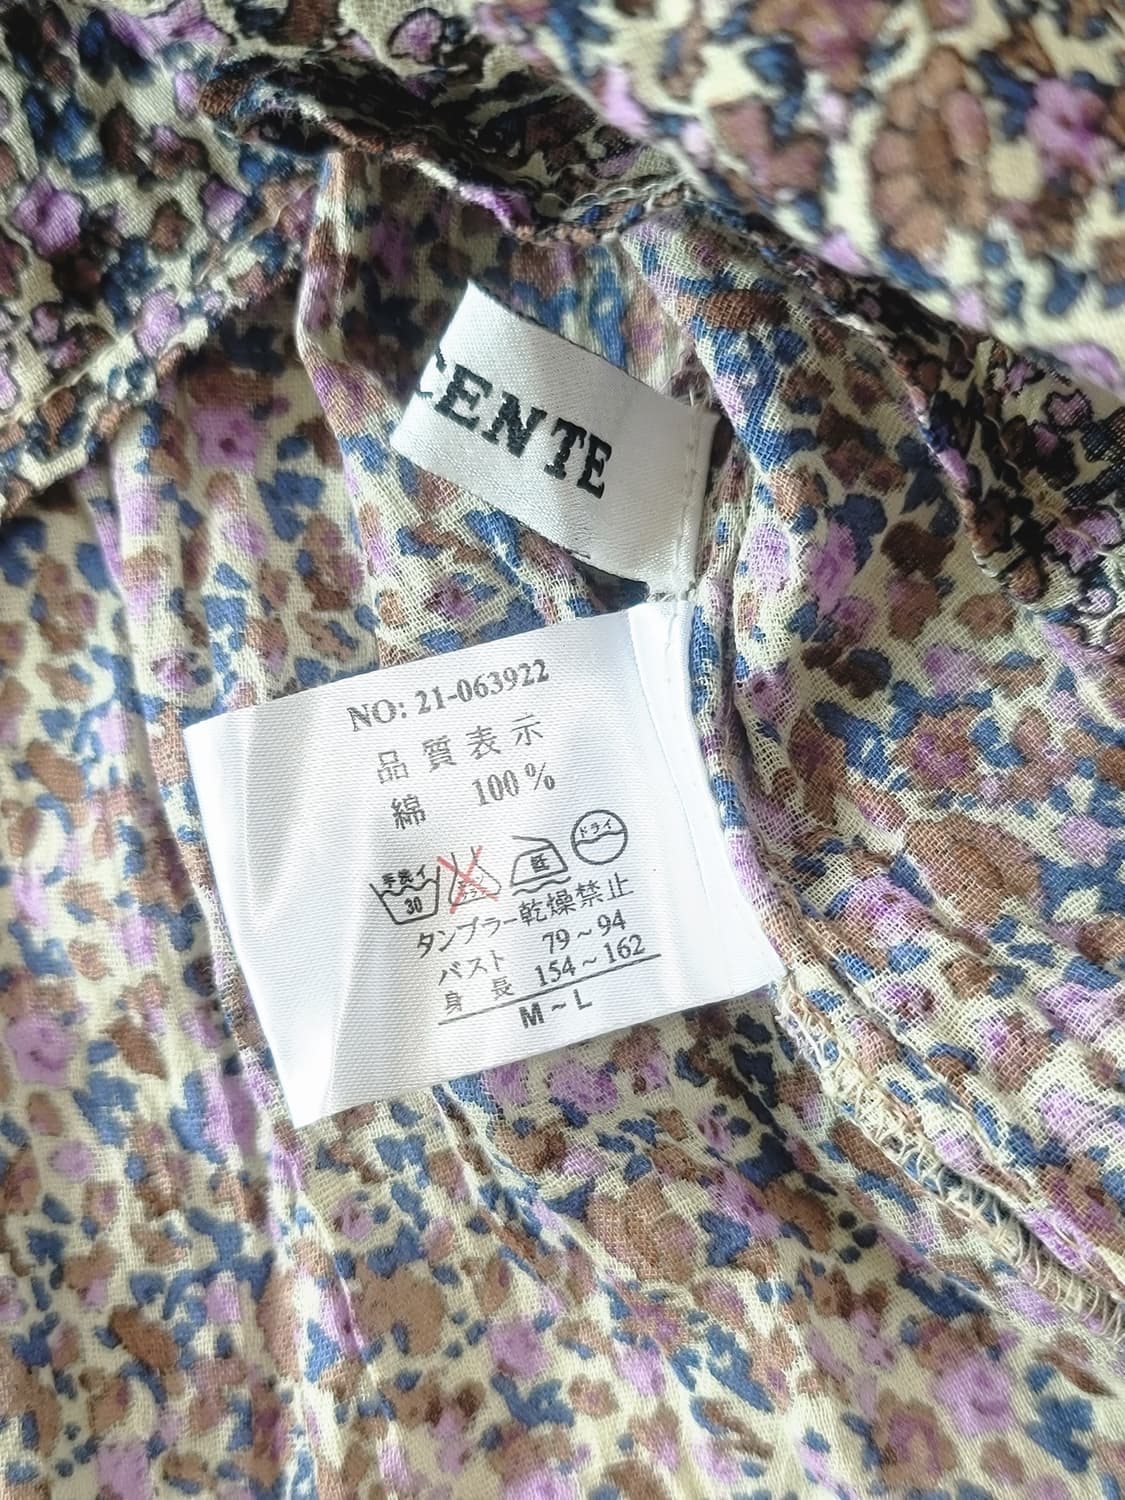 CENTE
NO: 21-063922
品質表示
綿 100%
手洗イ
30
低
ドライ
タンブラー乾燥禁止
バスト 79~94
身長 154~162
M~L